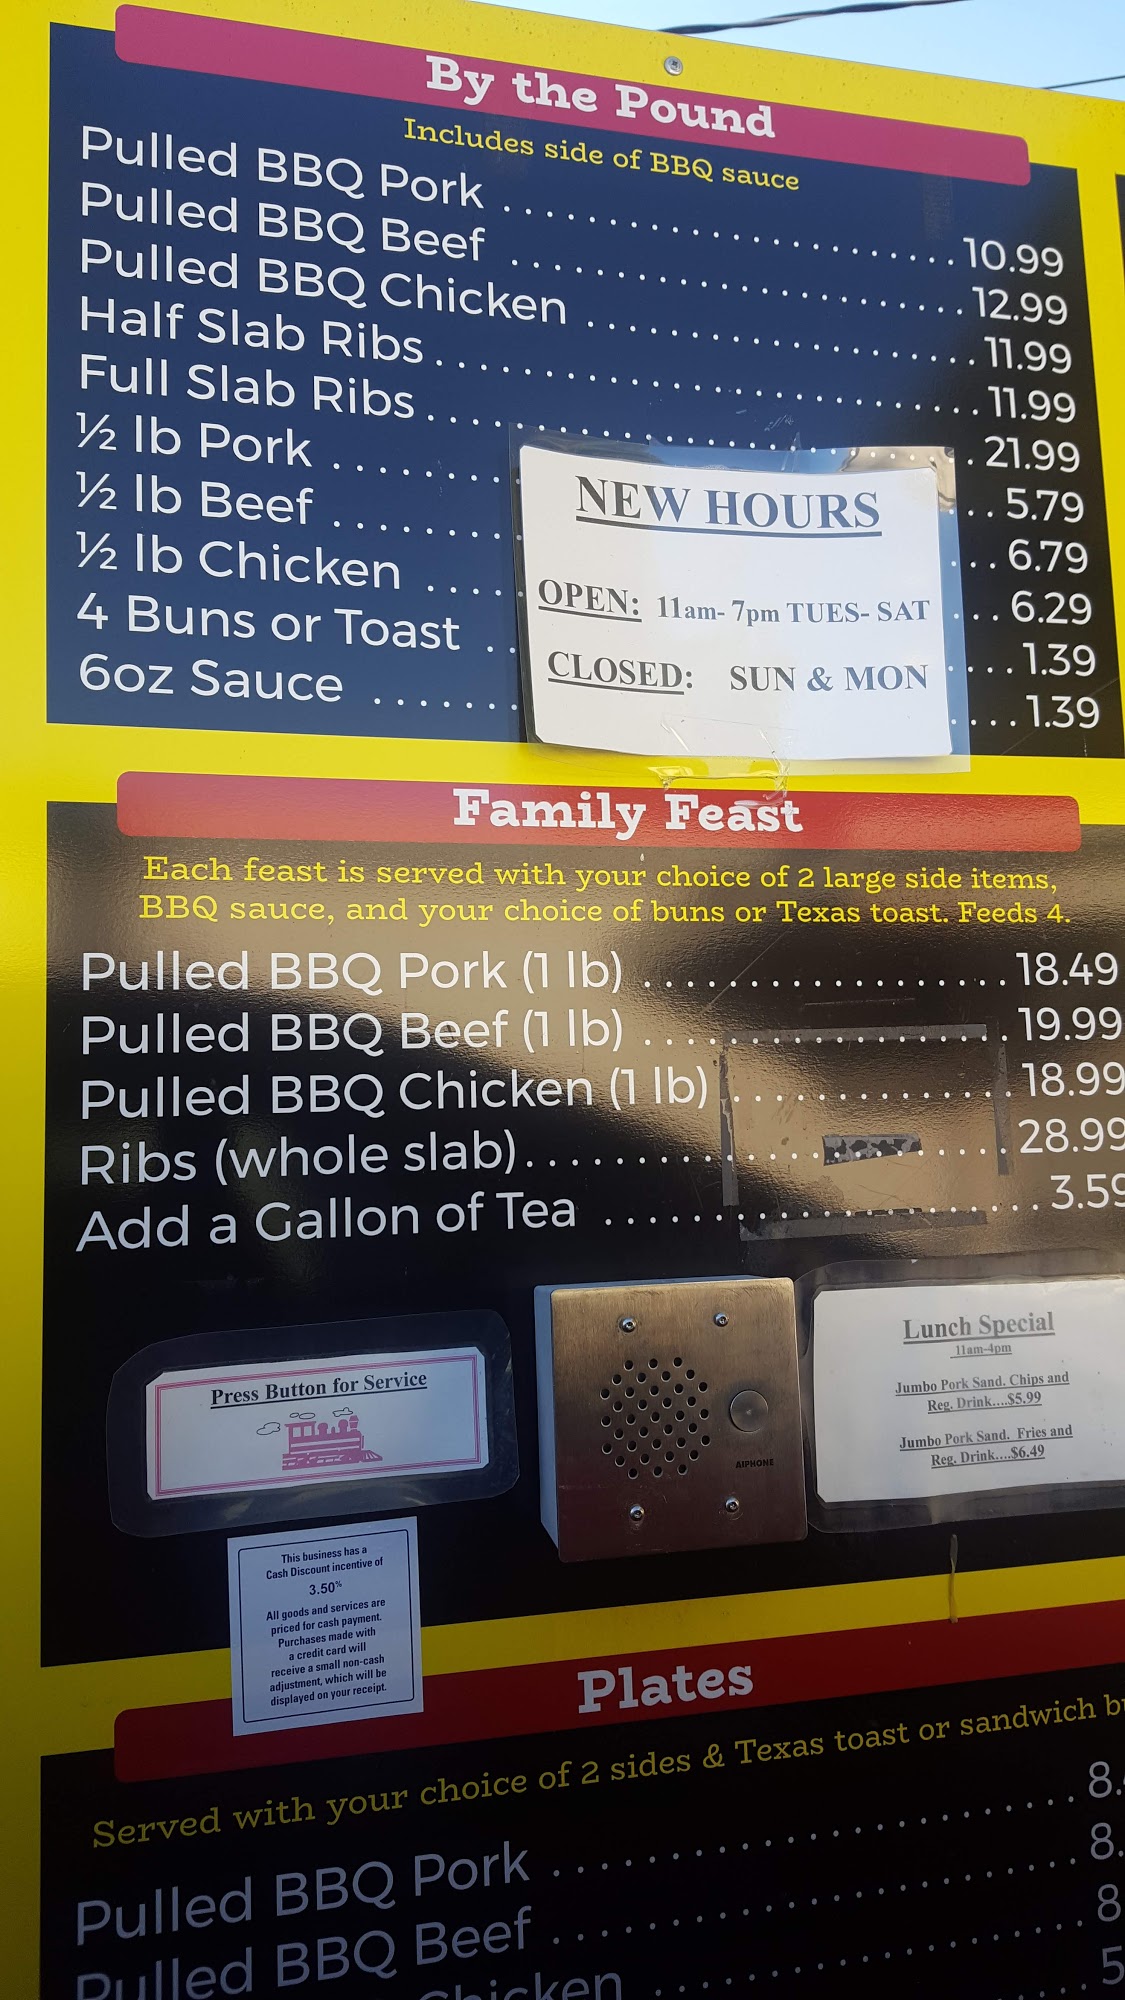 By the Pound
Includes side of BBQ sauce
Pulled BBQ Pork .................... 10.99
Pulled BBQ Beef .................... 12.99
Pulled BBQ Chicken .................... 11.99
Half Slab Ribs .................... 11.99
Full Slab Ribs .................... 21.99
½ lb Pork .................... 5.79
½ lb Beef .................... 6.79
½ lb Chicken .................... 6.29
4 Buns or Toast .................... 1.39
6oz Sauce .................... 1.39
NEW HOURS
OPEN: 11am- 7pm TUES- SAT
CLOSED: SUN & MON
Family Feast
Each feast is served with your choice of 2 large side items,
BBQ sauce, and your choice of buns or Texas toast. Feeds 4.
Pulled BBQ Pork (1 lb) .................... 18.49
Pulled BBQ Beef (1 lb) .................... 19.99
Pulled BBQ Chicken (1 lb) .................... 18.99
Ribs (whole slab) .................... 28.99
Add a Gallon of Tea .................... 3.59
Press Button for Service
AIPHONE
Lunch Special
11am-4pm
Jumbo Pork Sand. Chips and
Reg. Drink....$5.99
Jumbo Pork Sand. Fries and
Reg. Drink....$6.49
This business has a
Cash Discount incentive of
3.50%
All goods and services are
priced for cash payment.
Purchases made with
a credit card will
receive a small non-cash
adjustment, which will be
displayed on your receipt.
Plates
Served with your choice of 2 sides & Texas toast or sandwich
Pulled BBQ Pork .................... 8.
Pulled BBQ Beef .................... 8.
Chicken .................... 8
5